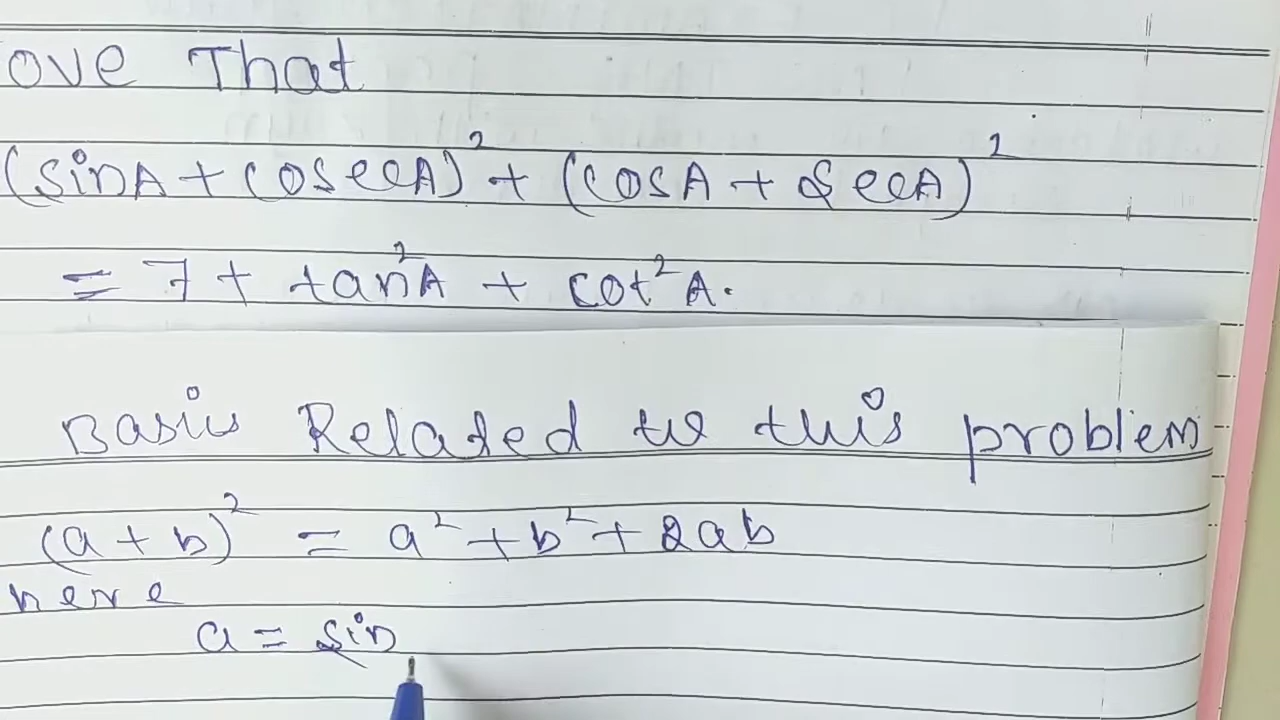 ove That
(sinA + cosecA)² + (cosA + SecA)²
= 7 + tan²A + cot²A.
Basics Related to this problem
(a + b)² = a² + b² + 2ab
here
a = sin